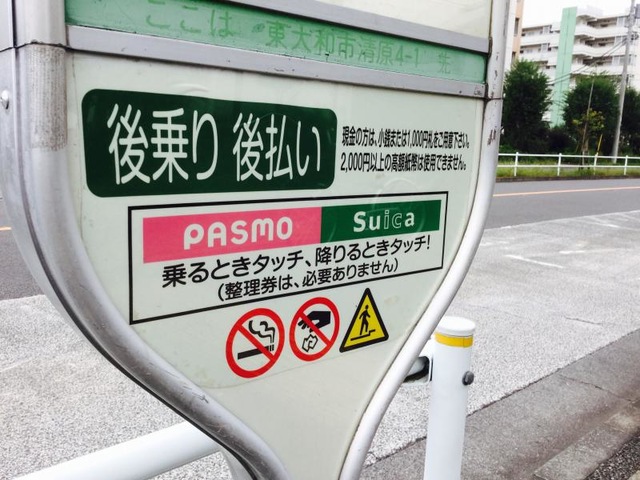 ここは 東大和市清原4-1 先
後乗り 後払い
現金の方は、小銭または1,000円札をご用意下さい。
2,000円以上の高額紙幣は使用できません。
PASMO Suica
乗るときタッチ、降りるときタッチ!
(整理券は、必要ありません)